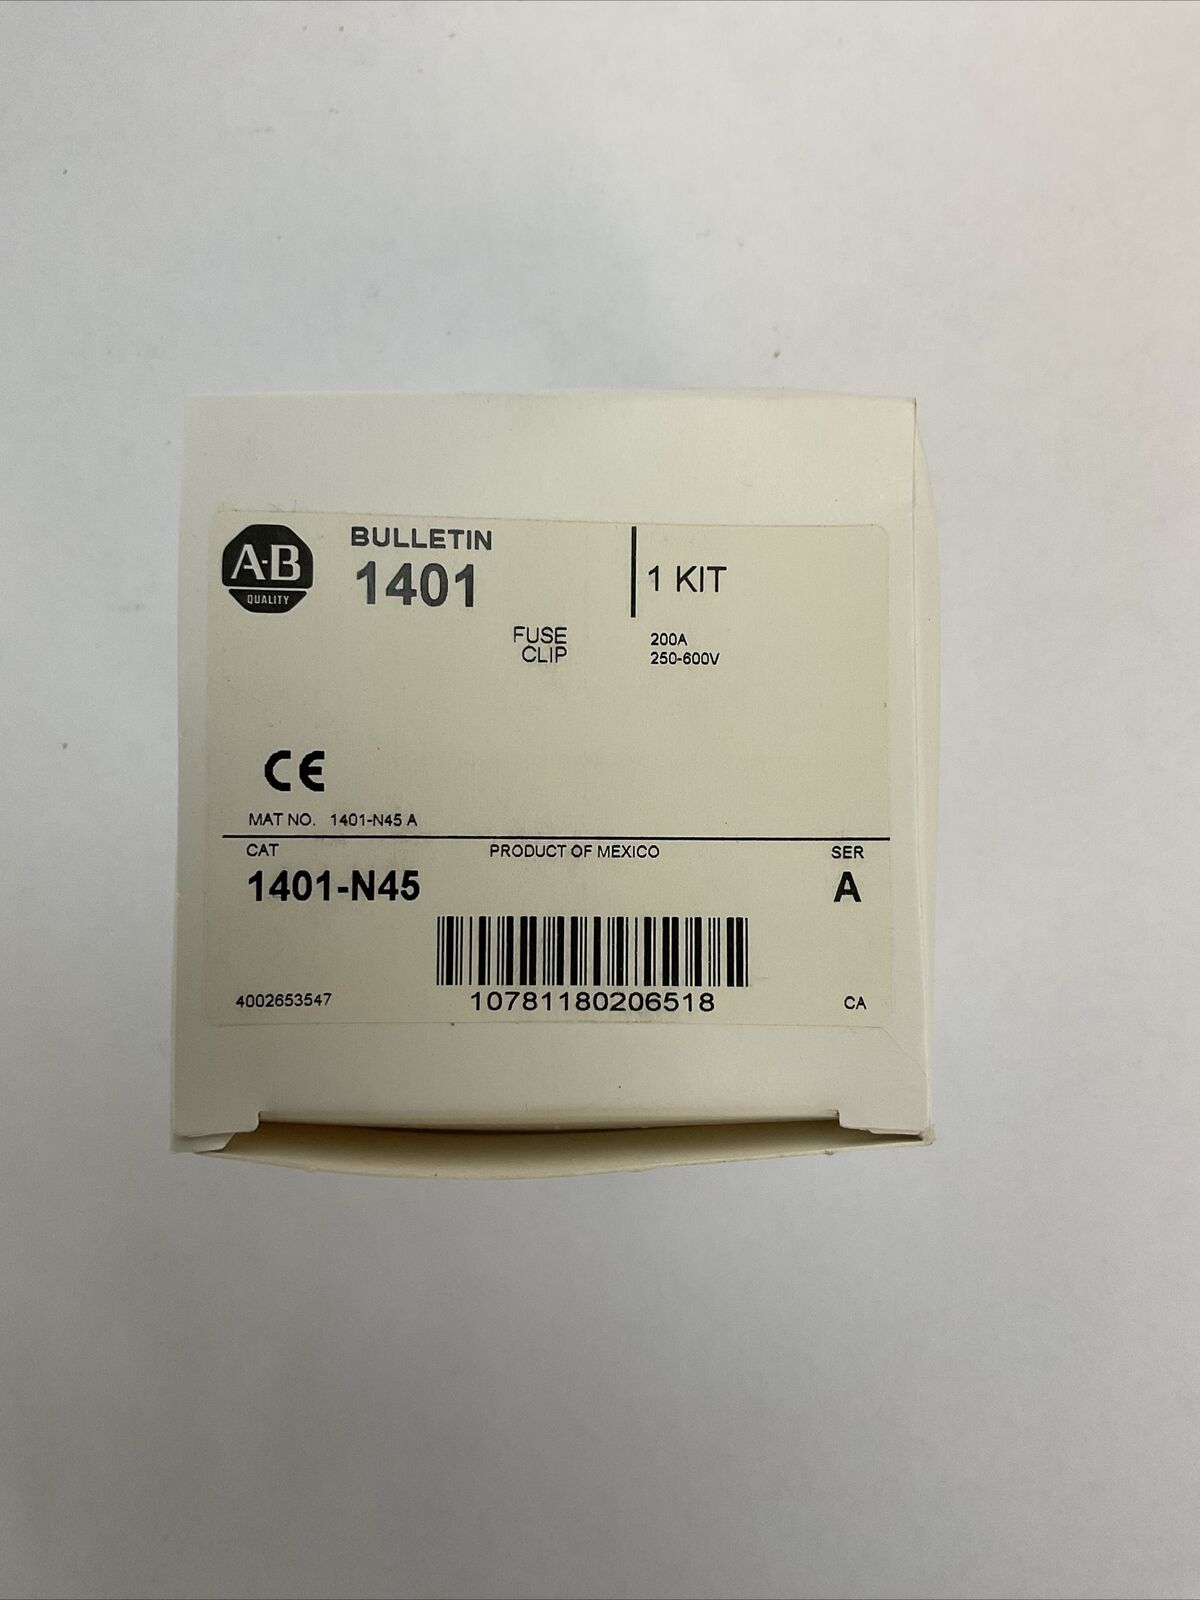 A-B
QUALITY
BULLETIN
1401
1 KIT
FUSE
CLIP
200A
250-600V
CE
MAT NO. 1401-N45 A
CAT
PRODUCT OF MEXICO
SER
1401-N45
A
4002653547
10781180206518
CA